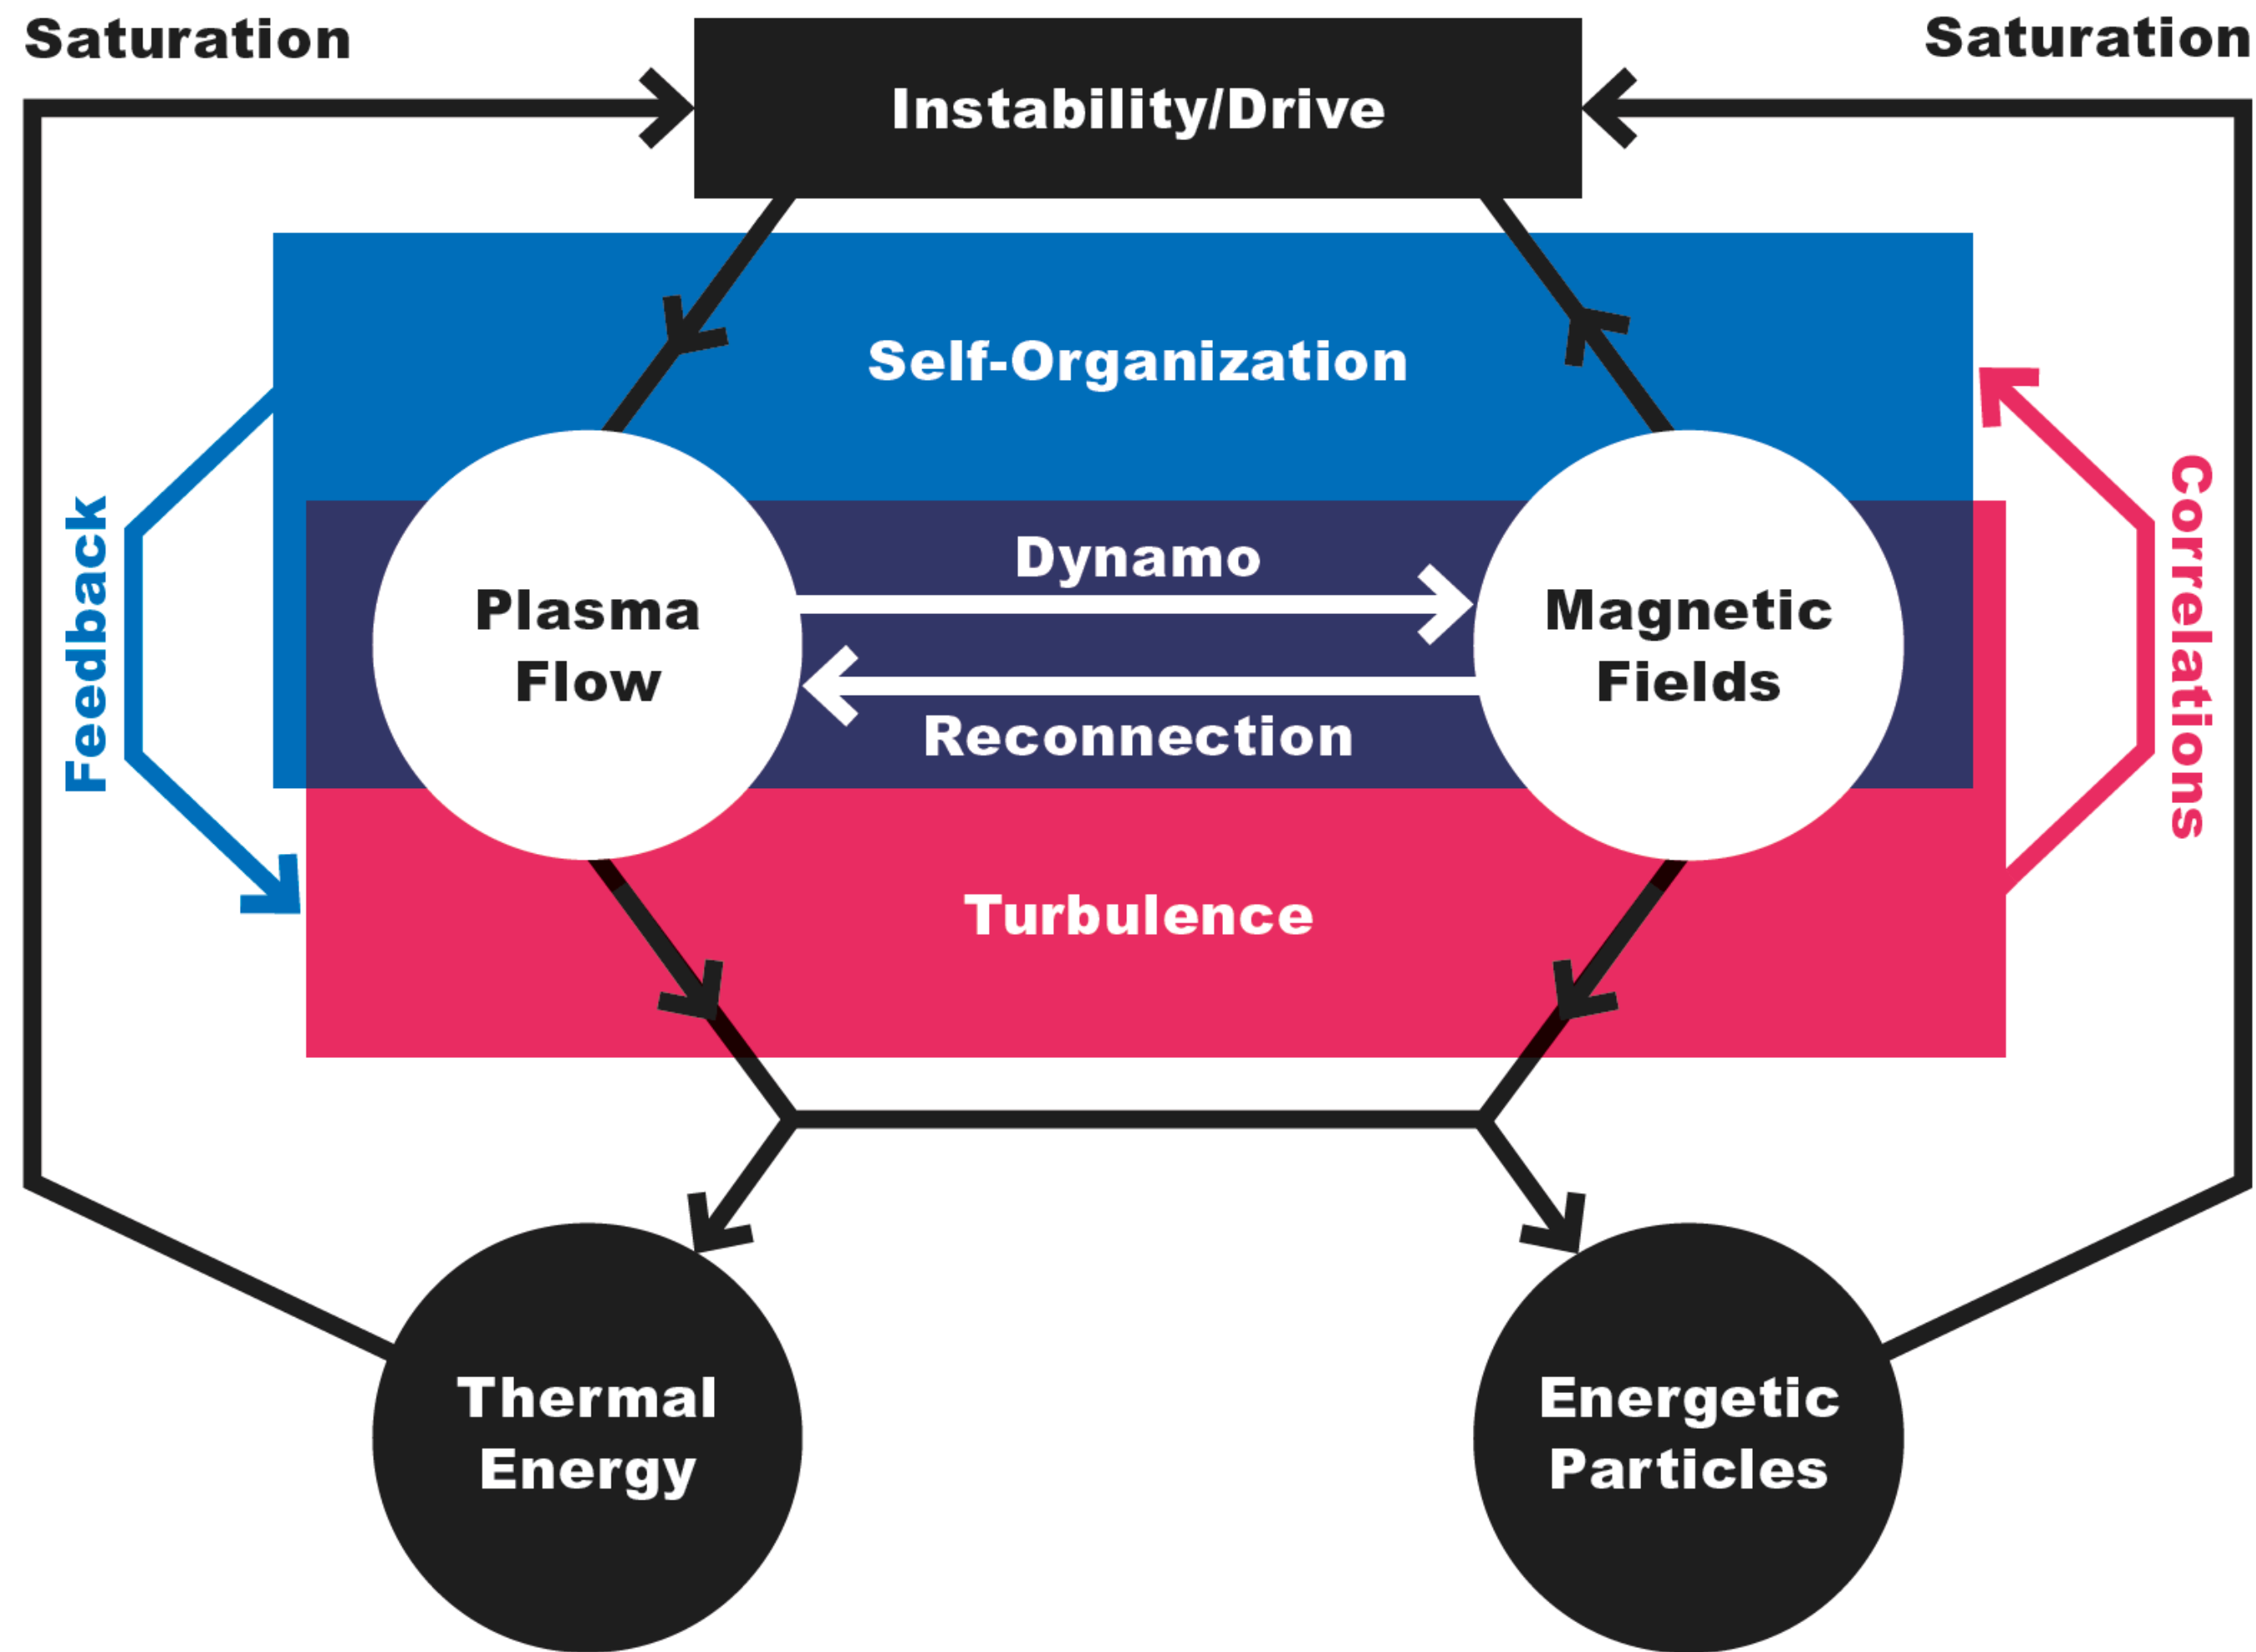 Saturation
Saturation
Instability/Drive
Self-Organization
Feedback
Dynamo
Plasma
Flow
Magnetic
Fields
Reconnection
Correlations
Turbulence
Thermal
Energy
Energetic
Particles